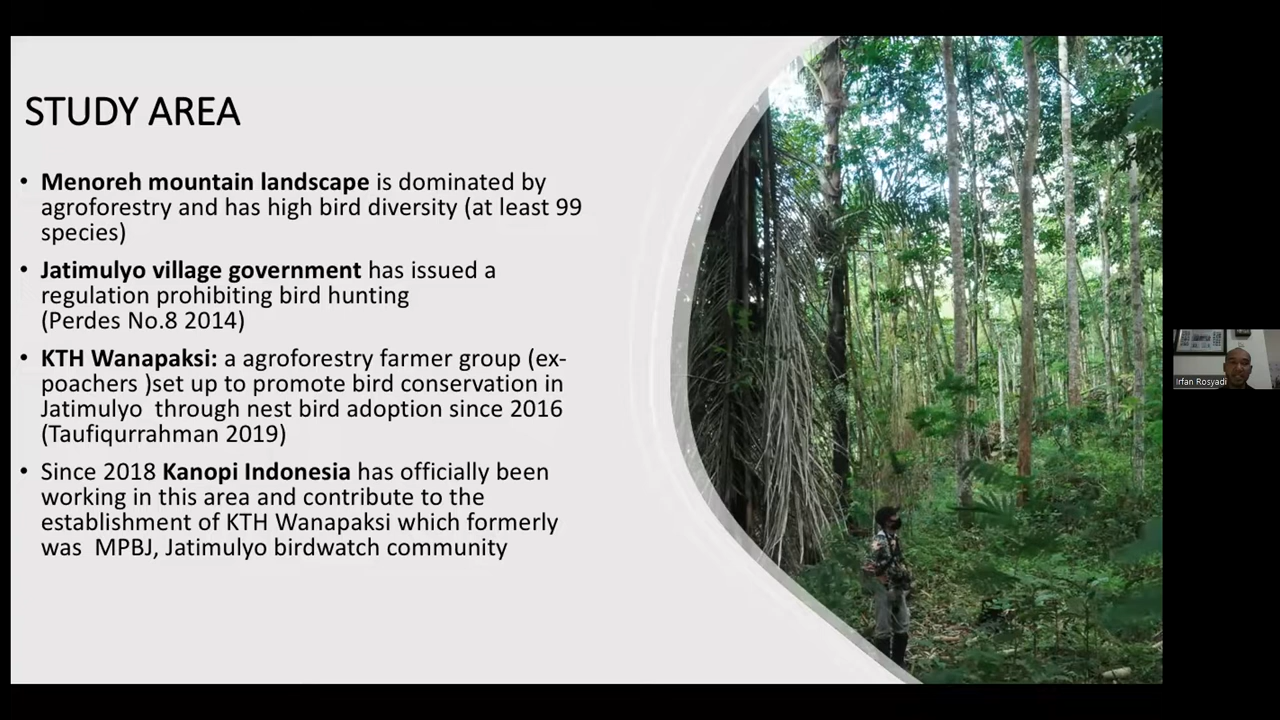 STUDY AREA
• Menoreh mountain landscape is dominated by
agroforestry and has high bird diversity (at least 99
species)
• Jatimulyo village government has issued a
regulation prohibiting bird hunting
(Perdes No.8 2014)
• KTH Wanapaksi: a agroforestry farmer group (ex-
poachers )set up to promote bird conservation in
Jatimulyo  through nest bird adoption since 2016
(Taufiqurrahman 2019)
• Since 2018 Kanopi Indonesia has officially been
working in this area and contribute to the
establishment of KTH Wanapaksi which formerly
was  MPBJ, Jatimulyo birdwatch community
Irfan Rosyadi